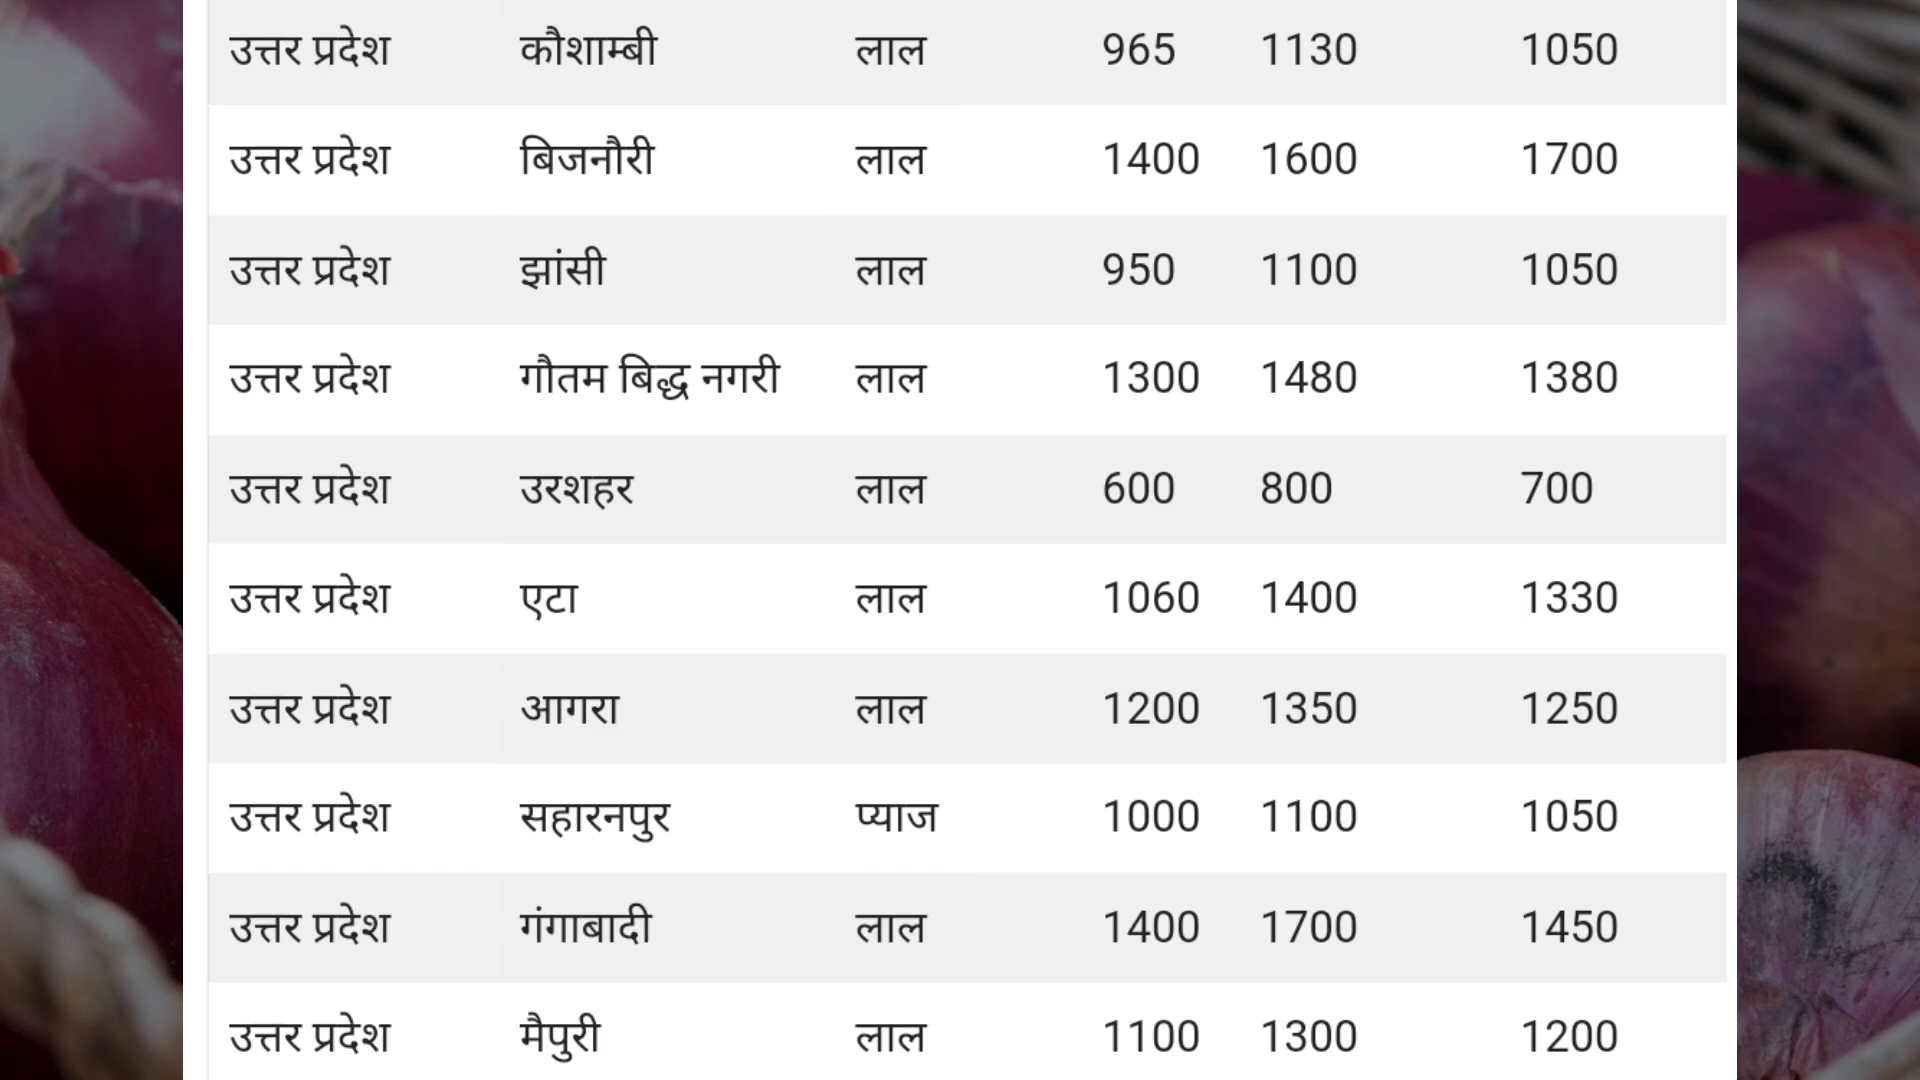 उत्तर प्रदेश कौशाम्बी लाल 965 1130 1050
उत्तर प्रदेश बिजनौरी लाल 1400 1600 1700
उत्तर प्रदेश झांसी लाल 950 1100 1050
उत्तर प्रदेश गौतम बिद्ध नगरी लाल 1300 1480 1380
उत्तर प्रदेश उरशहर लाल 600 800 700
उत्तर प्रदेश एटा लाल 1060 1400 1330
उत्तर प्रदेश आगरा लाल 1200 1350 1250
उत्तर प्रदेश सहारनपुर प्याज 1000 1100 1050
उत्तर प्रदेश गंगाबादी लाल 1400 1700 1450
उत्तर प्रदेश मैपुरी लाल 1100 1300 1200